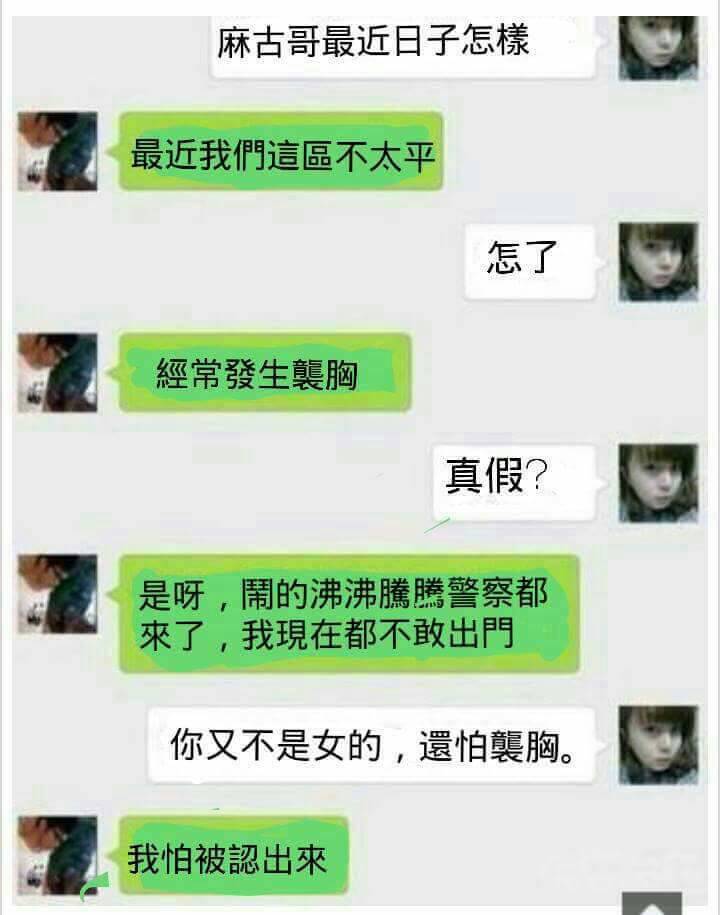 麻古哥最近日子怎樣
最近我們這區不太平
怎了
經常發生襲胸
真假?
是呀，鬧的沸沸騰騰警察都
來了，我現在都不敢出門
你又不是女的，還怕襲胸。
我怕被認出來